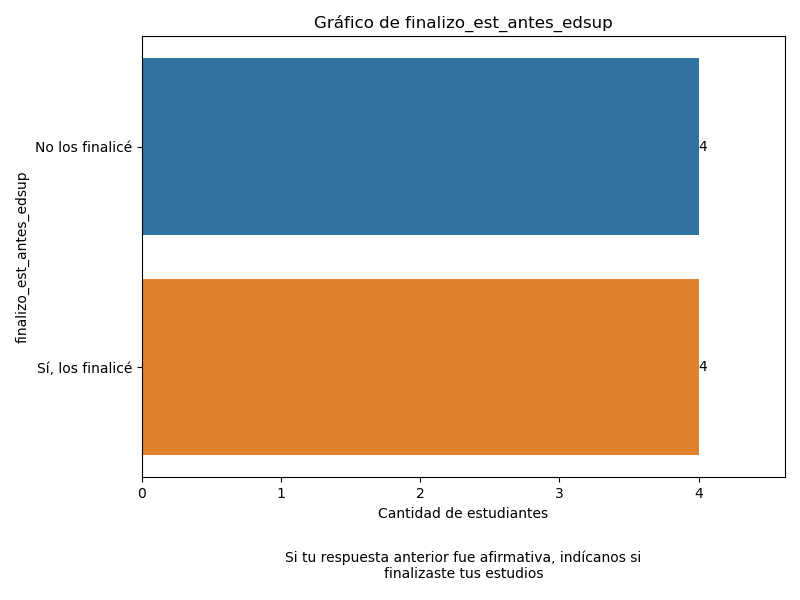 Gráfico de finalizo_est_antes_edsup
finalizo_est_antes_edsup
No los finalicé
4
Sí, los finalicé
4
0 1 2 3 4
Cantidad de estudiantes
Si tu respuesta anterior fue afirmativa, indícanos si
finalizaste tus estudios